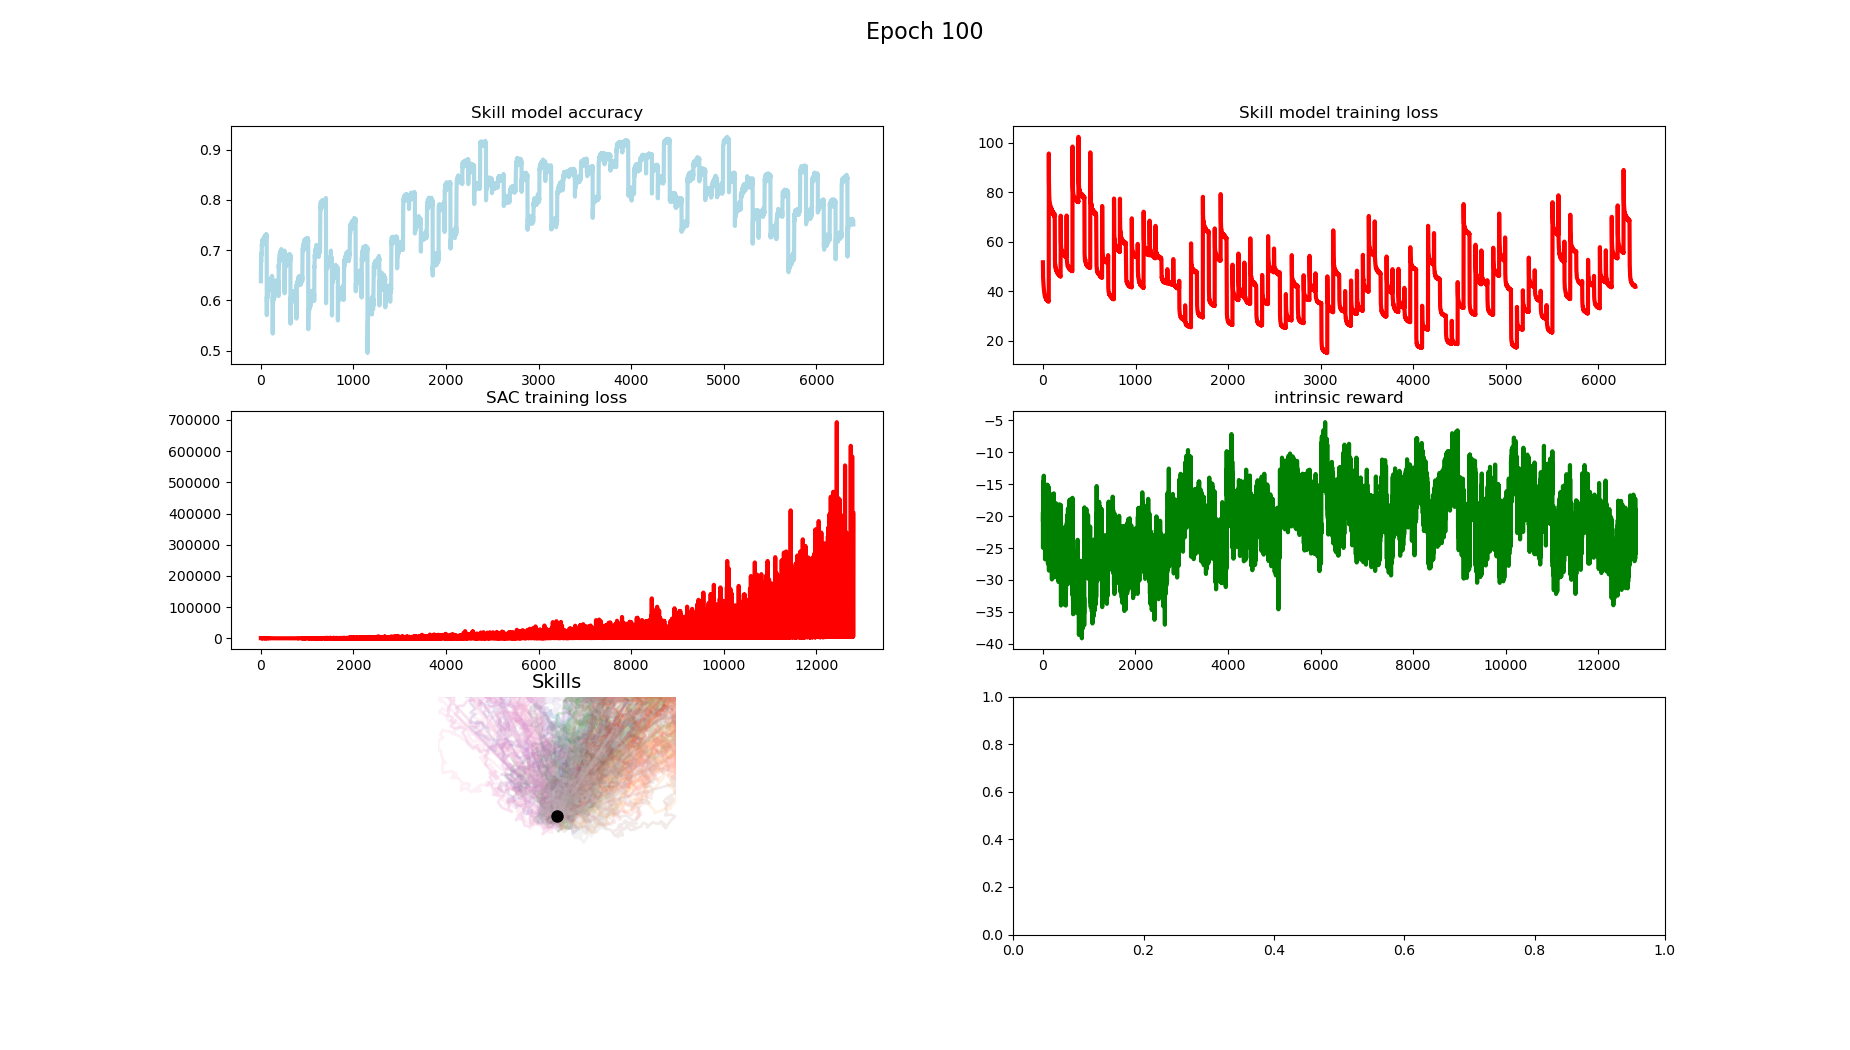 Epoch 100
Skill model accuracy
0.9
0.8
0.7
0.6
0.5
0 1000 2000 3000 4000 5000 6000
Skill model training loss
100
80
60
40
20
0 1000 2000 3000 4000 5000 6000
SAC training loss
700000
600000
500000
400000
300000
200000
100000
0
0 2000 4000 6000 8000 10000 12000
intrinsic reward
−5
−10
−15
−20
−25
−30
−35
−40
0 2000 4000 6000 8000 10000 12000
Skills
1.0
0.8
0.6
0.4
0.2
0.0
0.0 0.2 0.4 0.6 0.8 1.0